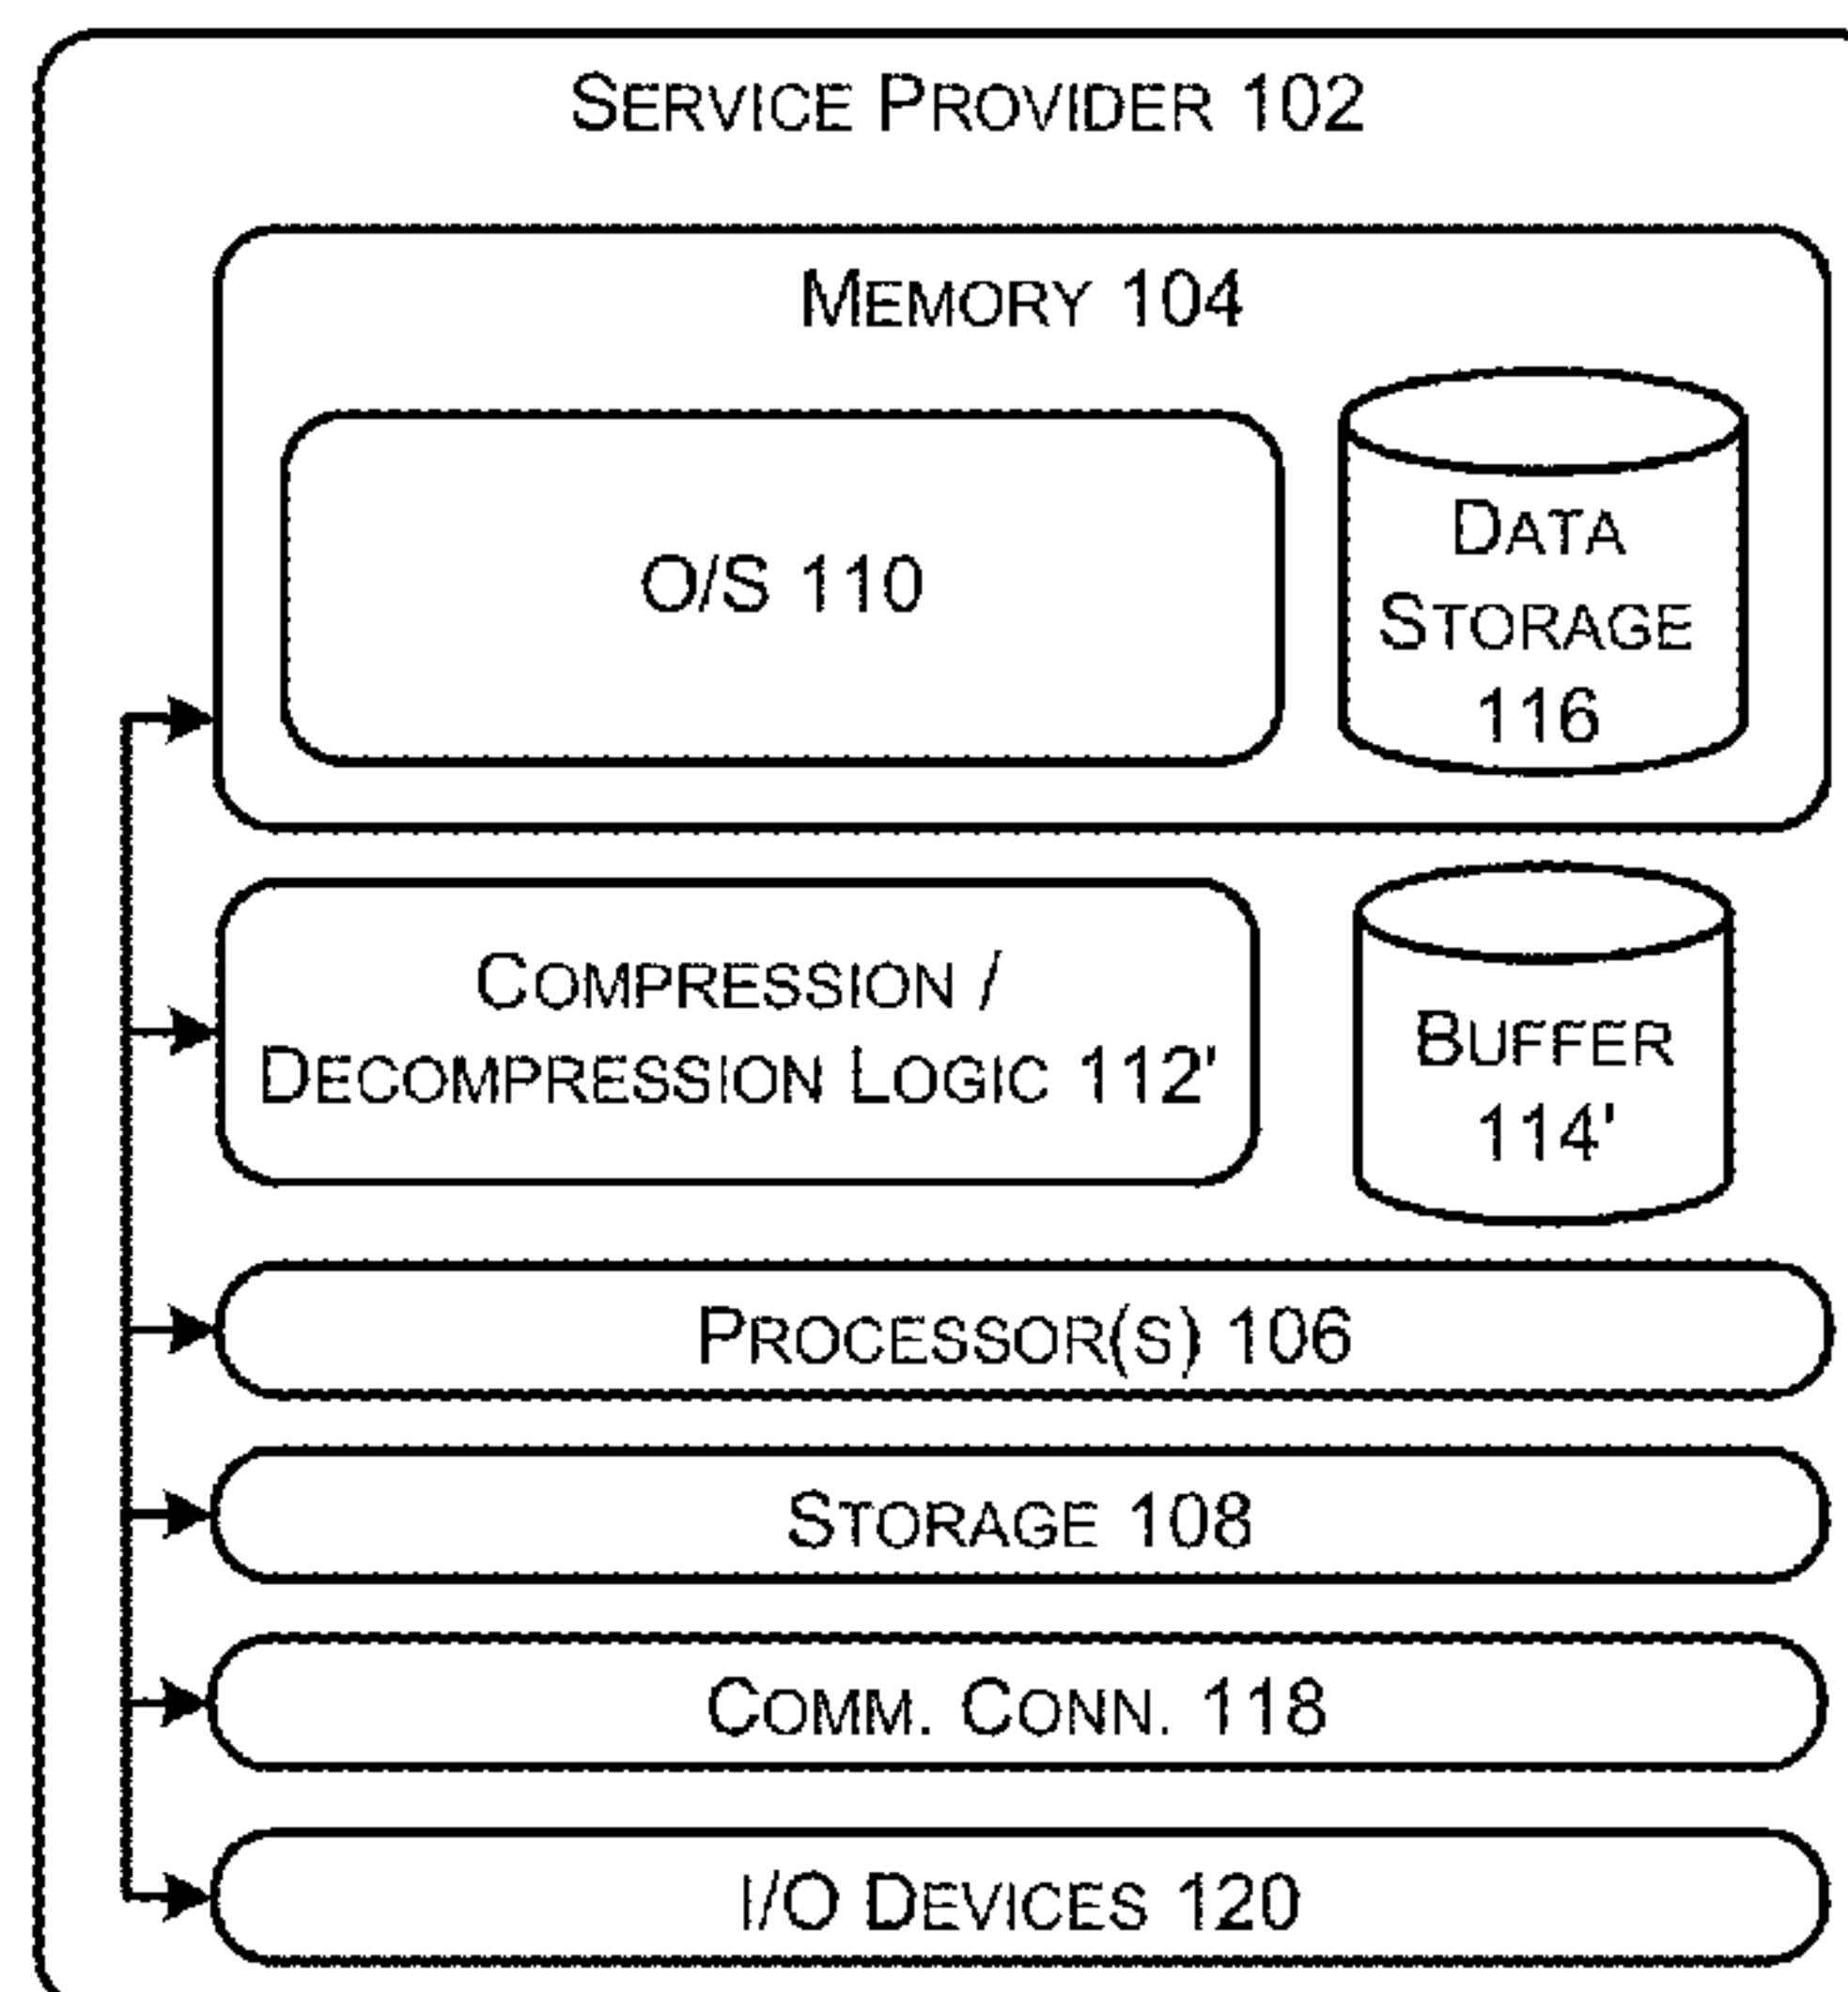 SERVICE PROVIDER 102
MEMORY 104
O/S 110
DATA
STORAGE
116
COMPRESSION /
DECOMPRESSION LOGIC 112'
BUFFER
114'
PROCESSOR(S) 106
STORAGE 108
COMM. CONN. 118
I/O DEVICES 120